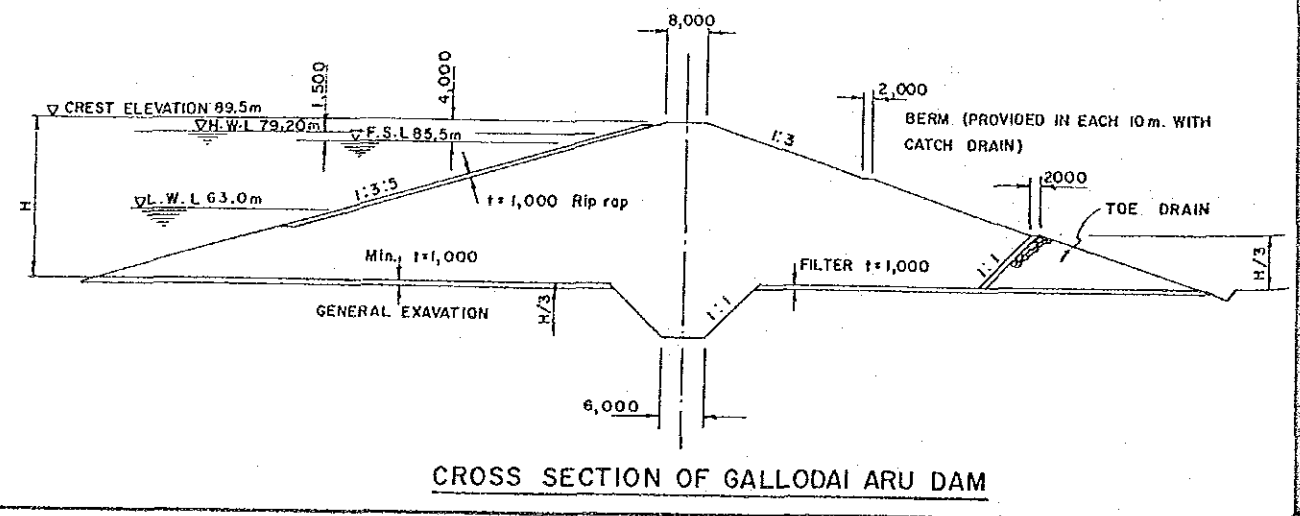 8,000
1,500
4,000
2,000
▽ CREST ELEVATION 89.5m
▽H.W.L 79.20m
▽ F.S.L 85.5m
1:3
BERM (PROVIDED IN EACH 10m. WITH
CATCH DRAIN)
1:3:5
2000
H
▽L.W.L 63.0m
t=1,000 Rip rap
TOE DRAIN
Min. t=1,000
FILTER t=1,000
1:1
H/3
GENERAL EXAVATION
H/3
1:1
6,000
CROSS SECTION OF GALLODAI ARU DAM